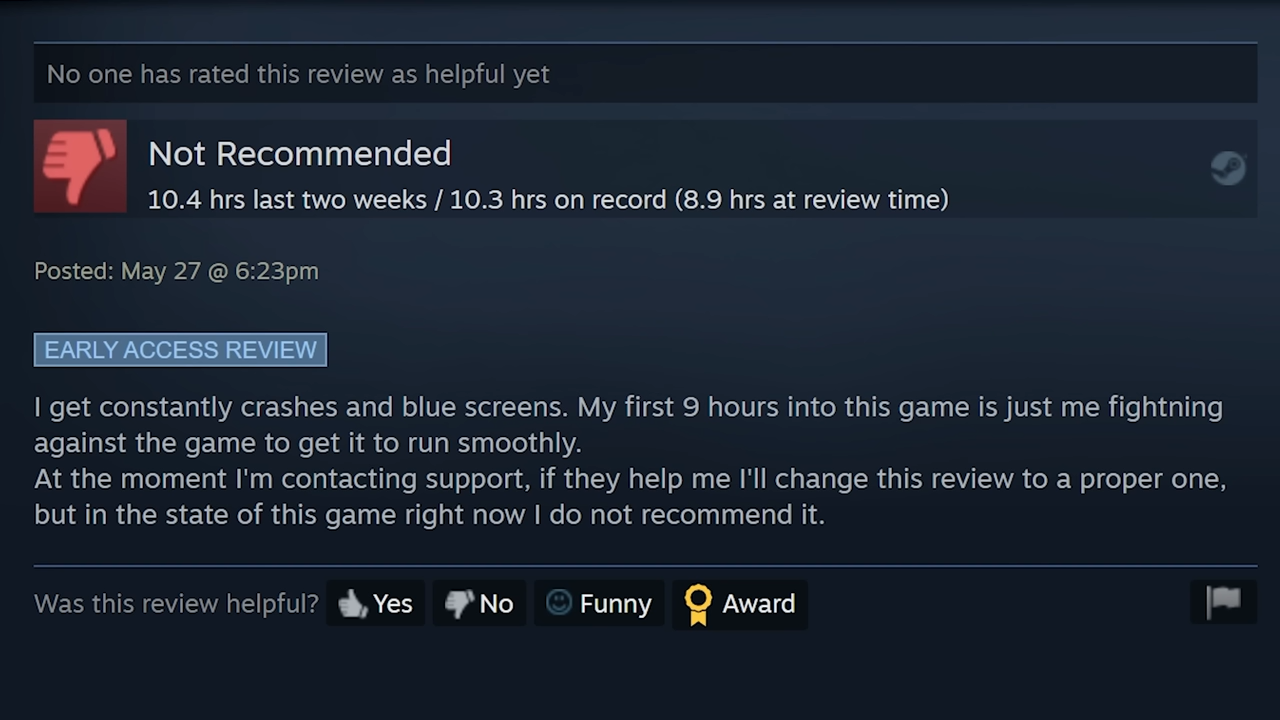 No one has rated this review as helpful yet
Not Recommended
10.4 hrs last two weeks / 10.3 hrs on record (8.9 hrs at review time)
Posted: May 27 @ 6:23pm
EARLY ACCESS REVIEW
I get constantly crashes and blue screens. My first 9 hours into this game is just me fightning
against the game to get it to run smoothly.
At the moment I'm contacting support, if they help me I'll change this review to a proper one,
but in the state of this game right now I do not recommend it.
Was this review helpful? Yes No Funny Award